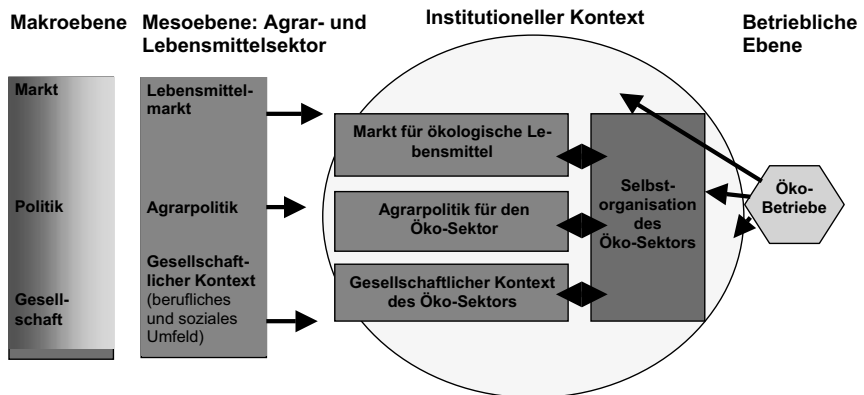 Makroebene
Mesoebene: Agrar- und
Lebensmittelsektor
Institutioneller Kontext
Betriebliche
Ebene
Markt
Politik
Gesell-
schaft
Lebensmittel-
markt
Agrarpolitik
Gesellschaft-
licher Kontext
(berufliches
und soziales
Umfeld)
Markt für ökologische Le-
bensmittel
Agrarpolitik für den
Öko-Sektor
Gesellschaftlicher Kontext
des Öko-Sektors
Selbst-
organisation
des
Öko-Sektors
Öko-
Betriebe